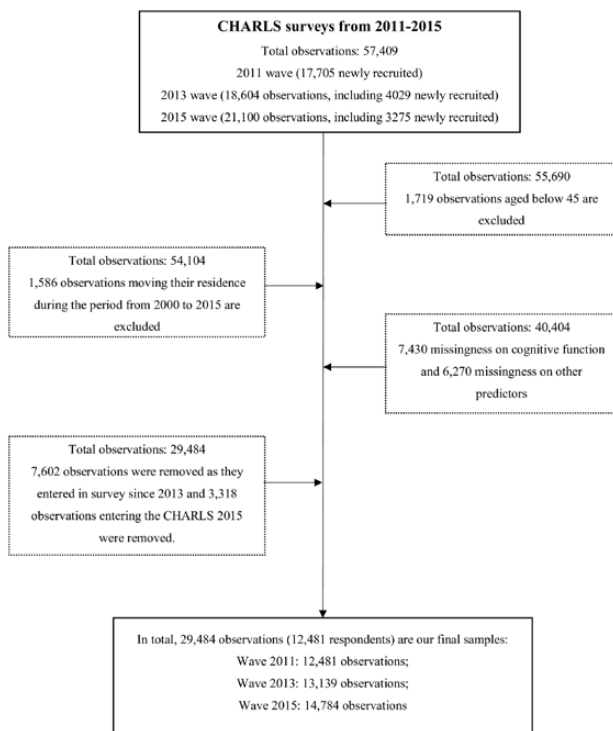 CHARLS surveys from 2011-2015
Total observations: 57,409
2011 wave (17,705 newly recruited)
2013 wave (18,604 observations, including 4029 newly recruited)
2015 wave (21,100 observations, including 3275 newly recruited)
Total observations: 55,690
1,719 observations aged below 45 are
excluded
Total observations: 54,104
1,586 observations moving their residence
during the period from 2000 to 2015 are
excluded
Total observations: 40,404
7,430 missingness on cognitive function
and 6,270 missingness on other
predictors
Total observations: 29,484
7,602 observations were removed as they
entered in survey since 2013 and 3,318
observations entering the CHARLS 2015
were removed.
In total, 29,484 observations (12,481 respondents) are our final samples:
Wave 2011: 12,481 observations;
Wave 2013: 13,139 observations;
Wave 2015: 14,784 observations